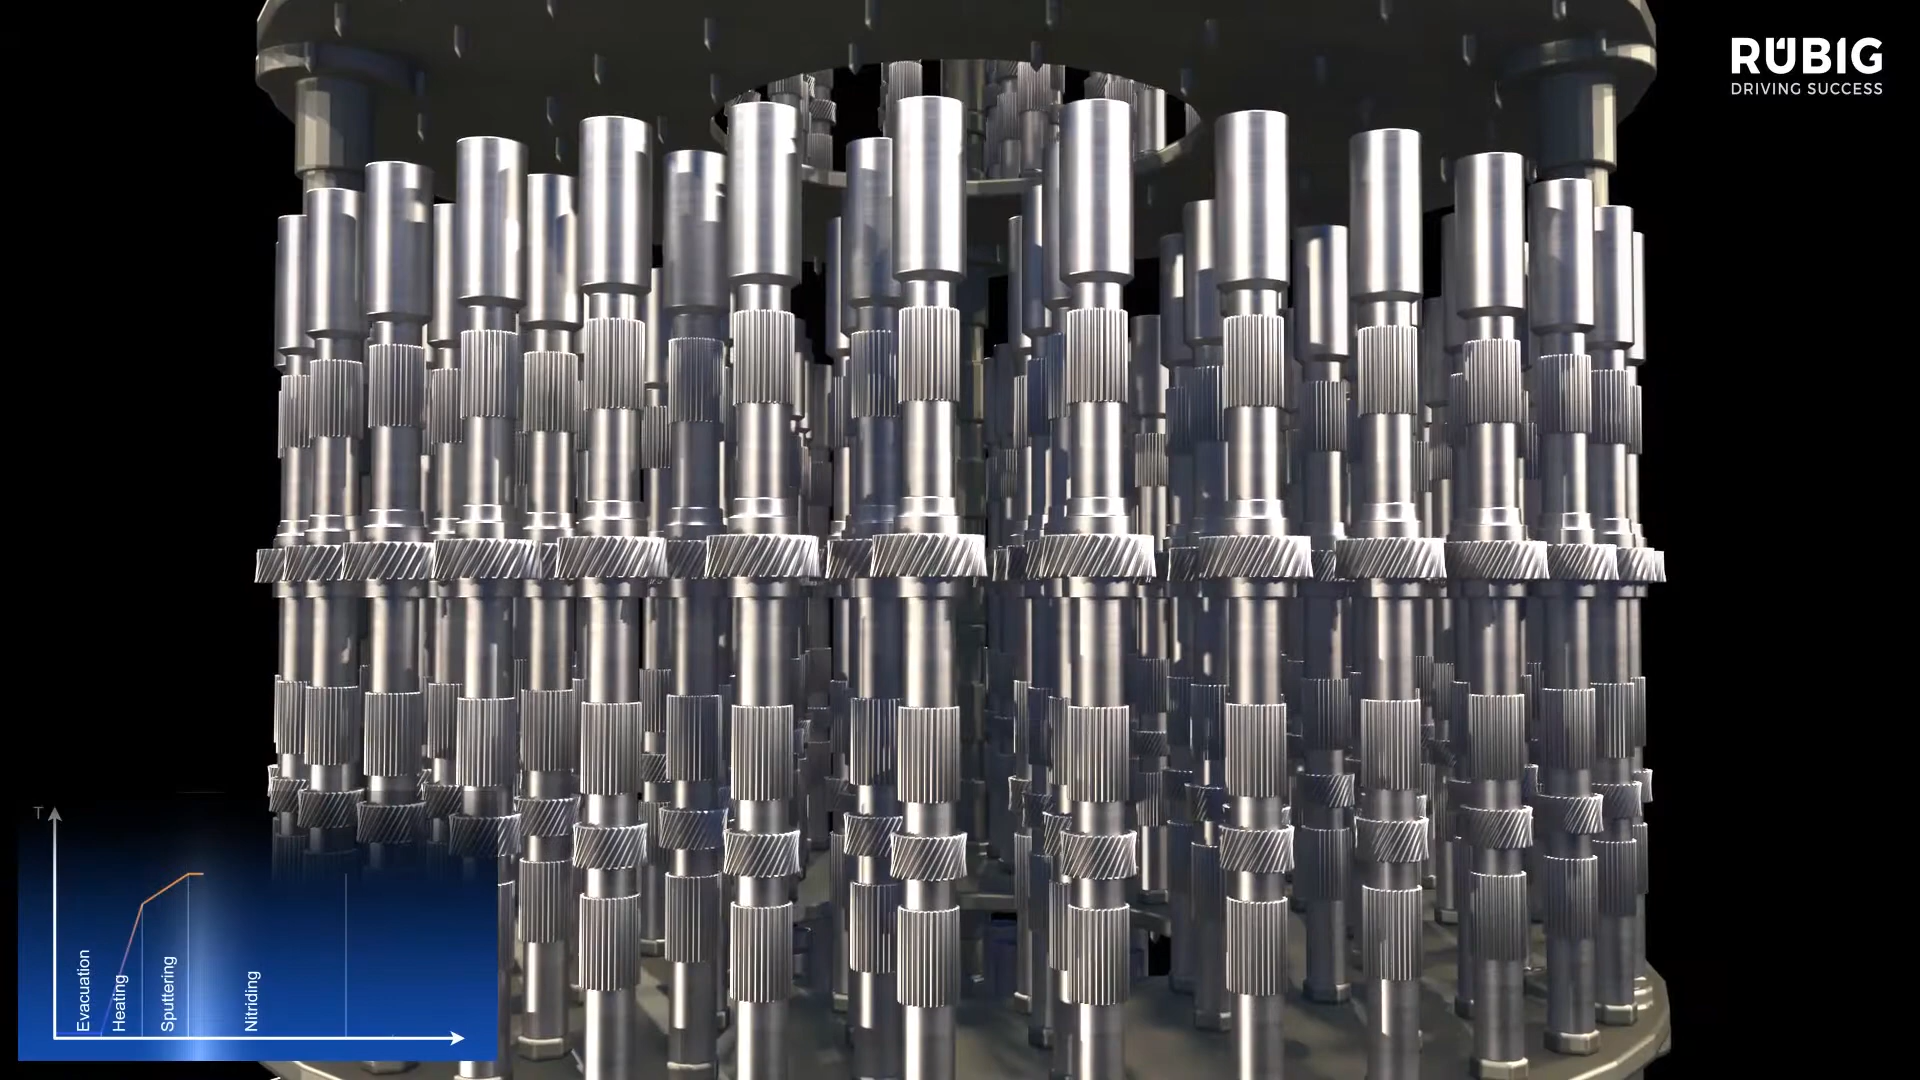 RÜBIG
DRIVING SUCCESS
T
Evacuation
Heating
Sputtering
Nitriding